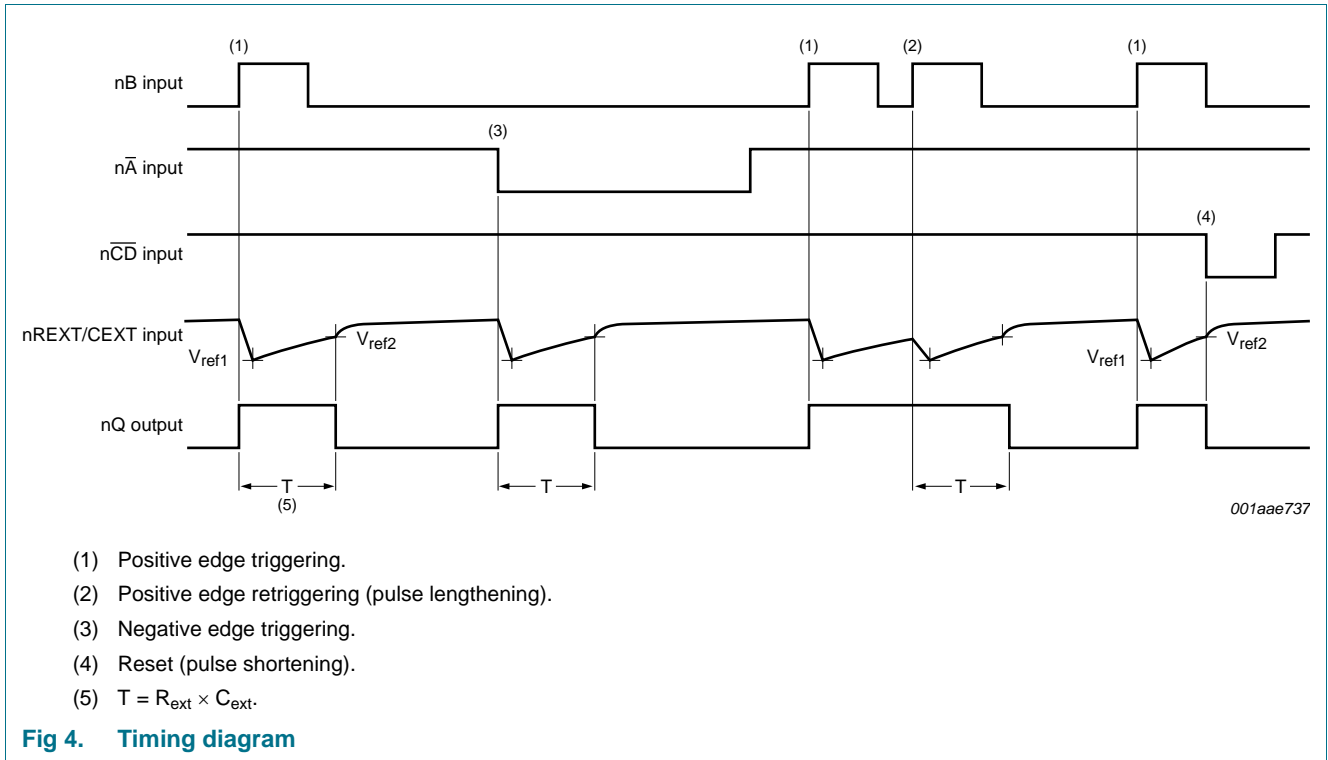 (1) (1) (2) (1)
nB input
(3)
nA̅ input
(4)
nC̅D̅ input
nREXT/CEXT input
Vref1 Vref2 Vref1 Vref2
nQ output
T T T
(5)
001aae737
(1) Positive edge triggering.
(2) Positive edge retriggering (pulse lengthening).
(3) Negative edge triggering.
(4) Reset (pulse shortening).
(5) T = Rext × Cext.
Fig 4. Timing diagram